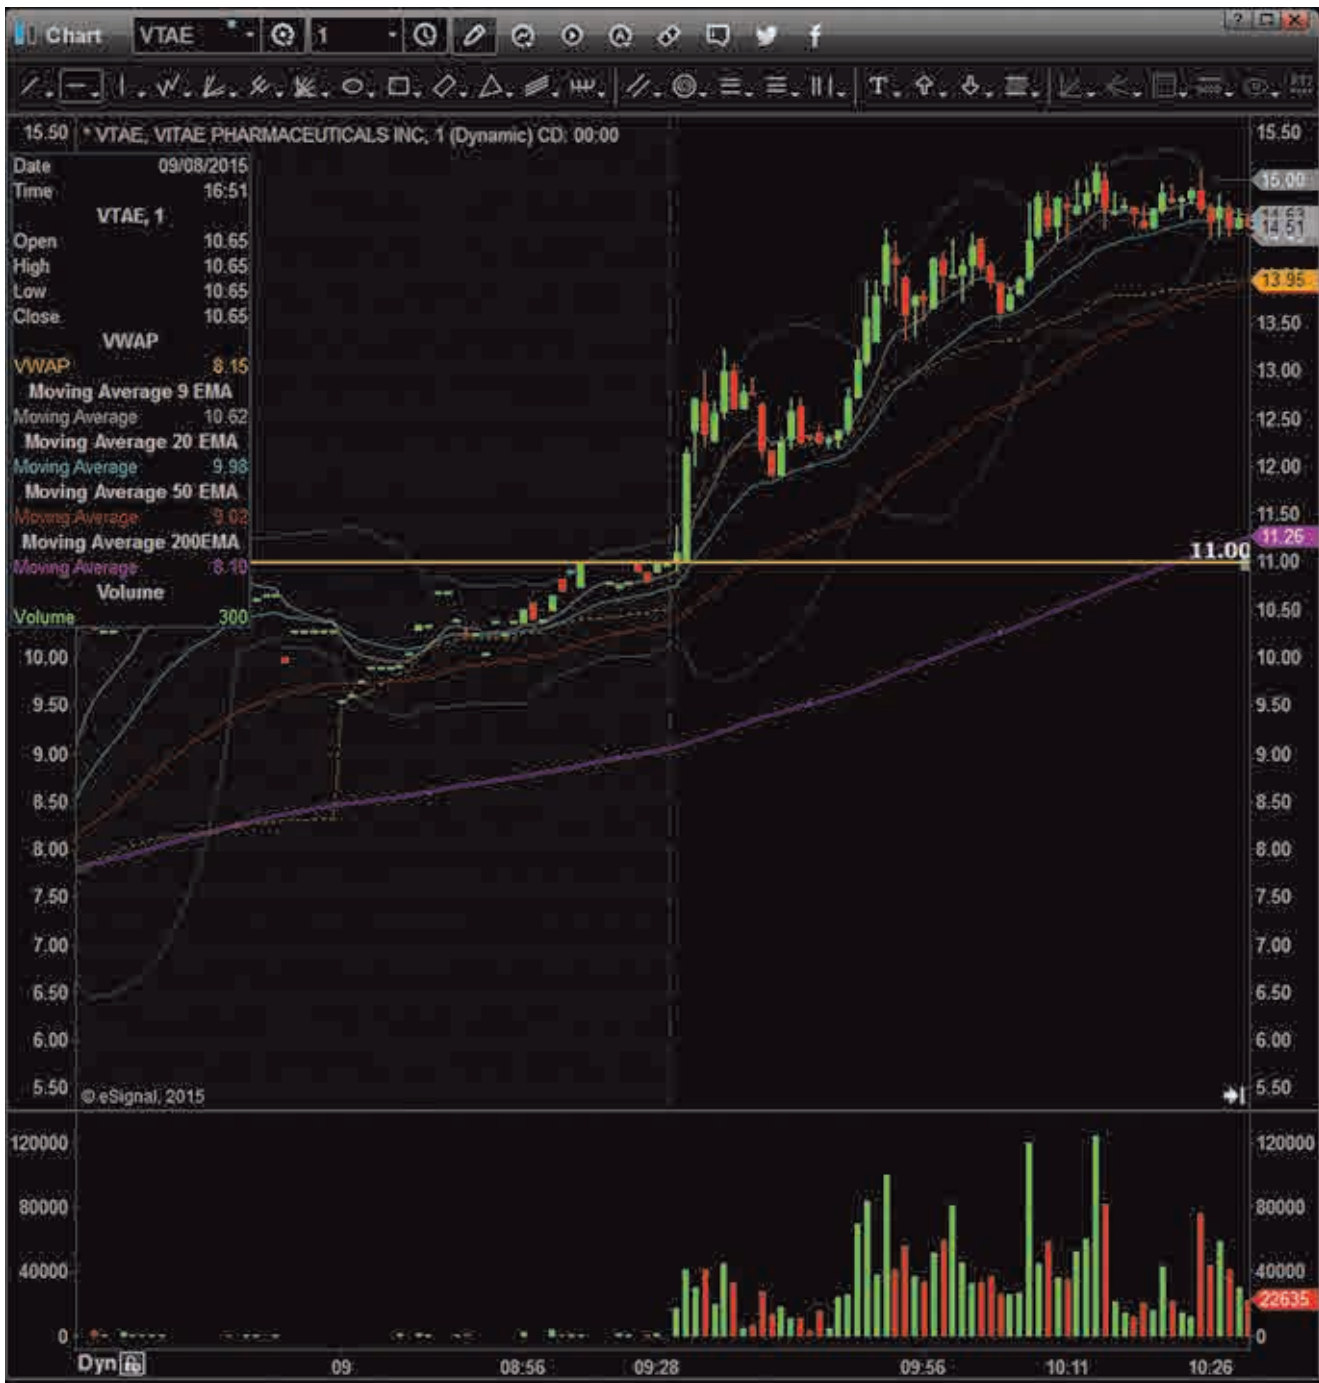 Chart VTAE 1
15.50 * VTAE, VITAE PHARMACEUTICALS INC, 1 (Dynamic) CD: 00:00 15.50
Date 09/08/2015
Time 16:51
VTAE, 1
Open 10.65
High 10.65
Low 10.65
Close 10.65
VWAP
VWAP 8.15
Moving Average 9 EMA
Moving Average 10.62
Moving Average 20 EMA
Moving Average 9.98
Moving Average 50 EMA
Moving Average 9.02
Moving Average 200EMA
Moving Average 8.10
Volume
Volume 300
15.00
14.51
13.95
13.50
13.00
12.50
12.00
11.50
11.26
11.00 11.00
10.50
10.00 10.00
9.50 9.50
9.00 9.00
8.50 8.50
8.00 8.00
7.50 7.50
7.00 7.00
6.50 6.50
6.00 6.00
5.50 5.50
© eSignal, 2015
120000 120000
80000 80000
40000 40000
22635
0 0
Dyn 09 08:56 09:28 09:56 10:11 10:26